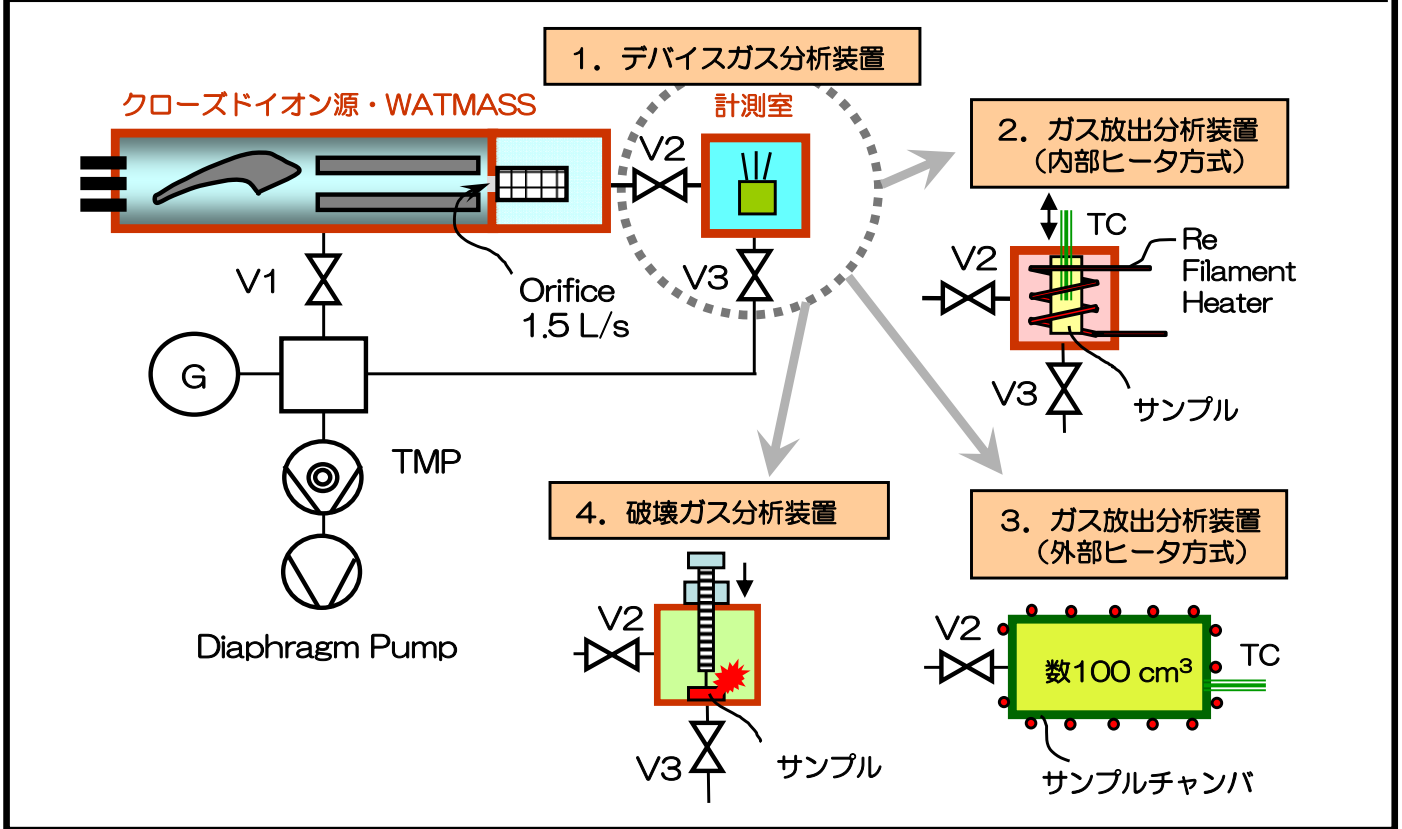 1．デバイスガス分析装置
クローズドイオン源・WATMASS
計測室
V2
V1
V3
Orifice
1.5 L/s
G
TMP
Diaphragm Pump
2．ガス放出分析装置
（内部ヒータ方式）
TC
V2
Re
Filament
Heater
V3
サンプル
4．破壊ガス分析装置
V2
V3
サンプル
3．ガス放出分析装置
（外部ヒータ方式）
V2
数100 cm³
TC
サンプルチャンバ